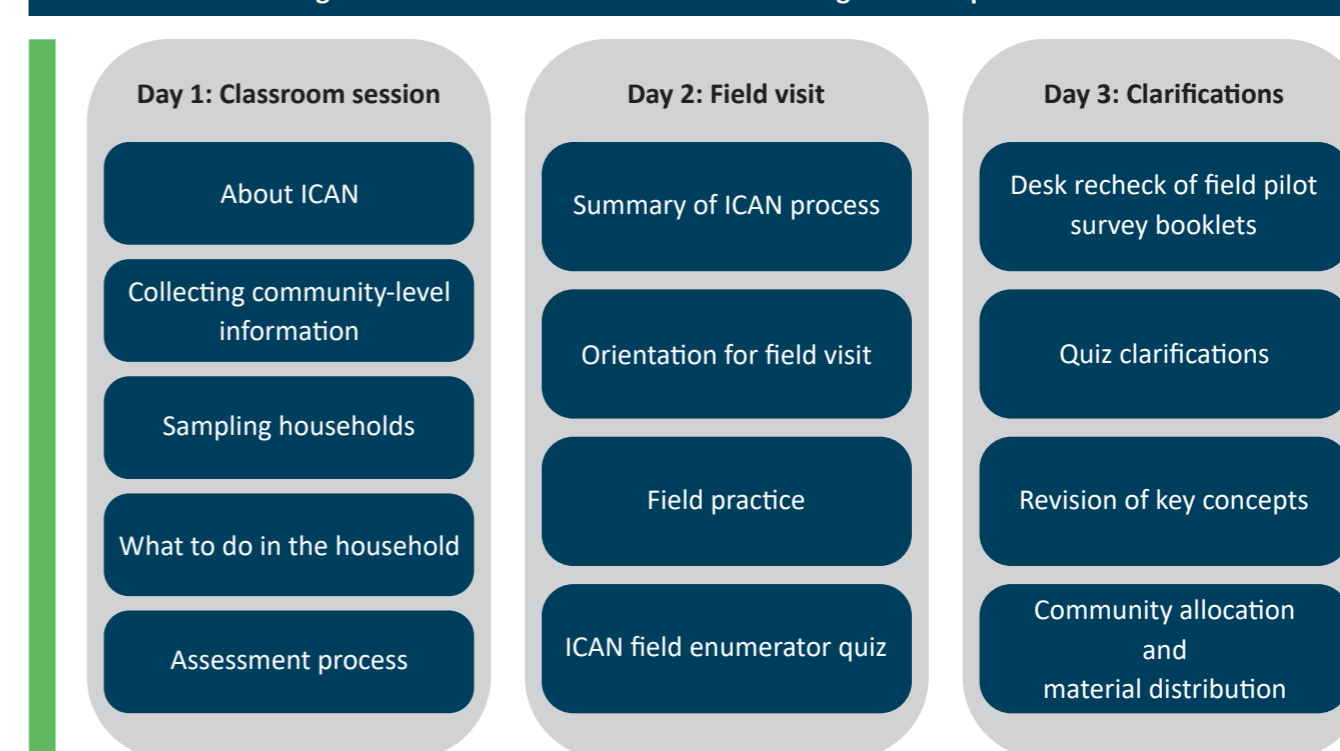 Day 1: Classroom session
About ICAN
Collecting community-level
information
Sampling households
What to do in the household
Assessment process
Day 2: Field visit
Summary of ICAN process
Orientation for field visit
Field practice
ICAN field enumerator quiz
Day 3: Clarifications
Desk recheck of field pilot
survey booklets
Quiz clarifications
Revision of key concepts
Community allocation
and
material distribution